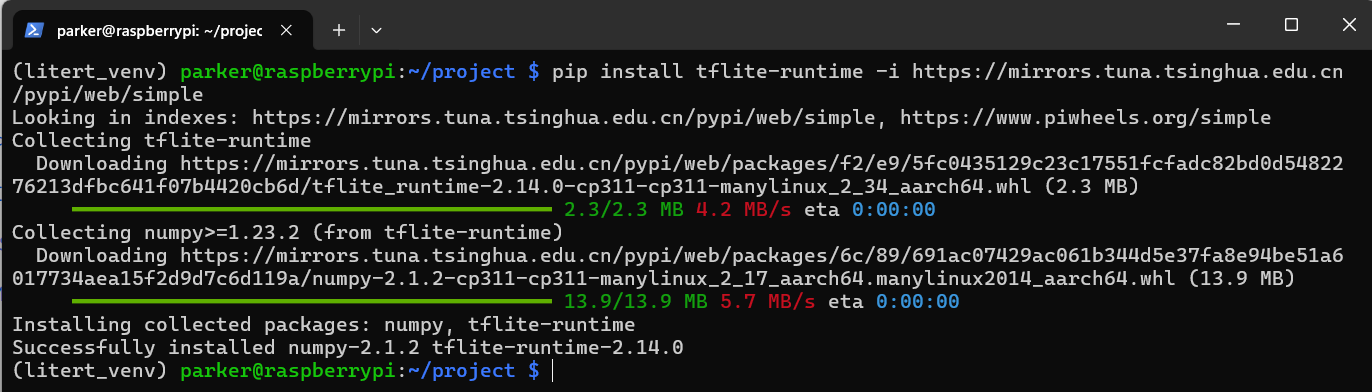 parker@raspberrypi: ~/projec
(litert_venv) parker@raspberrypi:~/project $ pip install tflite-runtime -i https://mirrors.tuna.tsinghua.edu.cn
/pypi/web/simple
Looking in indexes: https://mirrors.tuna.tsinghua.edu.cn/pypi/web/simple, https://www.piwheels.org/simple
Collecting tflite-runtime
  Downloading https://mirrors.tuna.tsinghua.edu.cn/pypi/web/packages/f2/e9/5fc0435129c23c17551fcfadc82bd0d54822
76213dfbc641f07b4420cb6d/tflite_runtime-2.14.0-cp311-cp311-manylinux_2_34_aarch64.whl (2.3 MB)
2.3/2.3 MB 4.2 MB/s eta 0:00:00
Collecting numpy>=1.23.2 (from tflite-runtime)
  Downloading https://mirrors.tuna.tsinghua.edu.cn/pypi/web/packages/6c/89/691ac07429ac061b344d5e37fa8e94be51a6
017734aea15f2d9d7c6d119a/numpy-2.1.2-cp311-cp311-manylinux_2_17_aarch64.manylinux2014_aarch64.whl (13.9 MB)
13.9/13.9 MB 5.7 MB/s eta 0:00:00
Installing collected packages: numpy, tflite-runtime
Successfully installed numpy-2.1.2 tflite-runtime-2.14.0
(litert_venv) parker@raspberrypi:~/project $